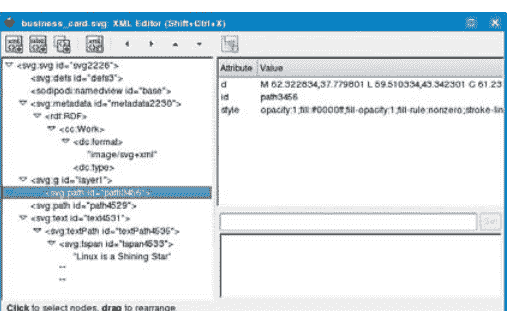 business_card.svg: XML Editor (Shift+Ctrl+X)
<svg:svg id="svg2226">
<svg:defs id="defs3">
<sodipodi:namedview id="base">
<svg:metadata id="metadata2230">
<rdf:RDF>
<cc:Work>
<dc:format>
"image/svg+xml"
<dc:type>
<svg:g id="layer1">
<svg:path id="path3456">
<svg:path id="path4529">
<svg:text id="text4531">
<svg:textPath id="textPath4535">
<svg:tspan id="tspan4533">
"Linux is a Shining Star"
""
""
Attribute Value
d M 62.322834,37.779801 L 59.510334,43.342301 C 61.23
id path3456
style opacity:1;fill:#0000ff;fill-opacity:1;fill-rule:nonzero;stroke-lin
Set
Click to select nodes, drag to rearrange.